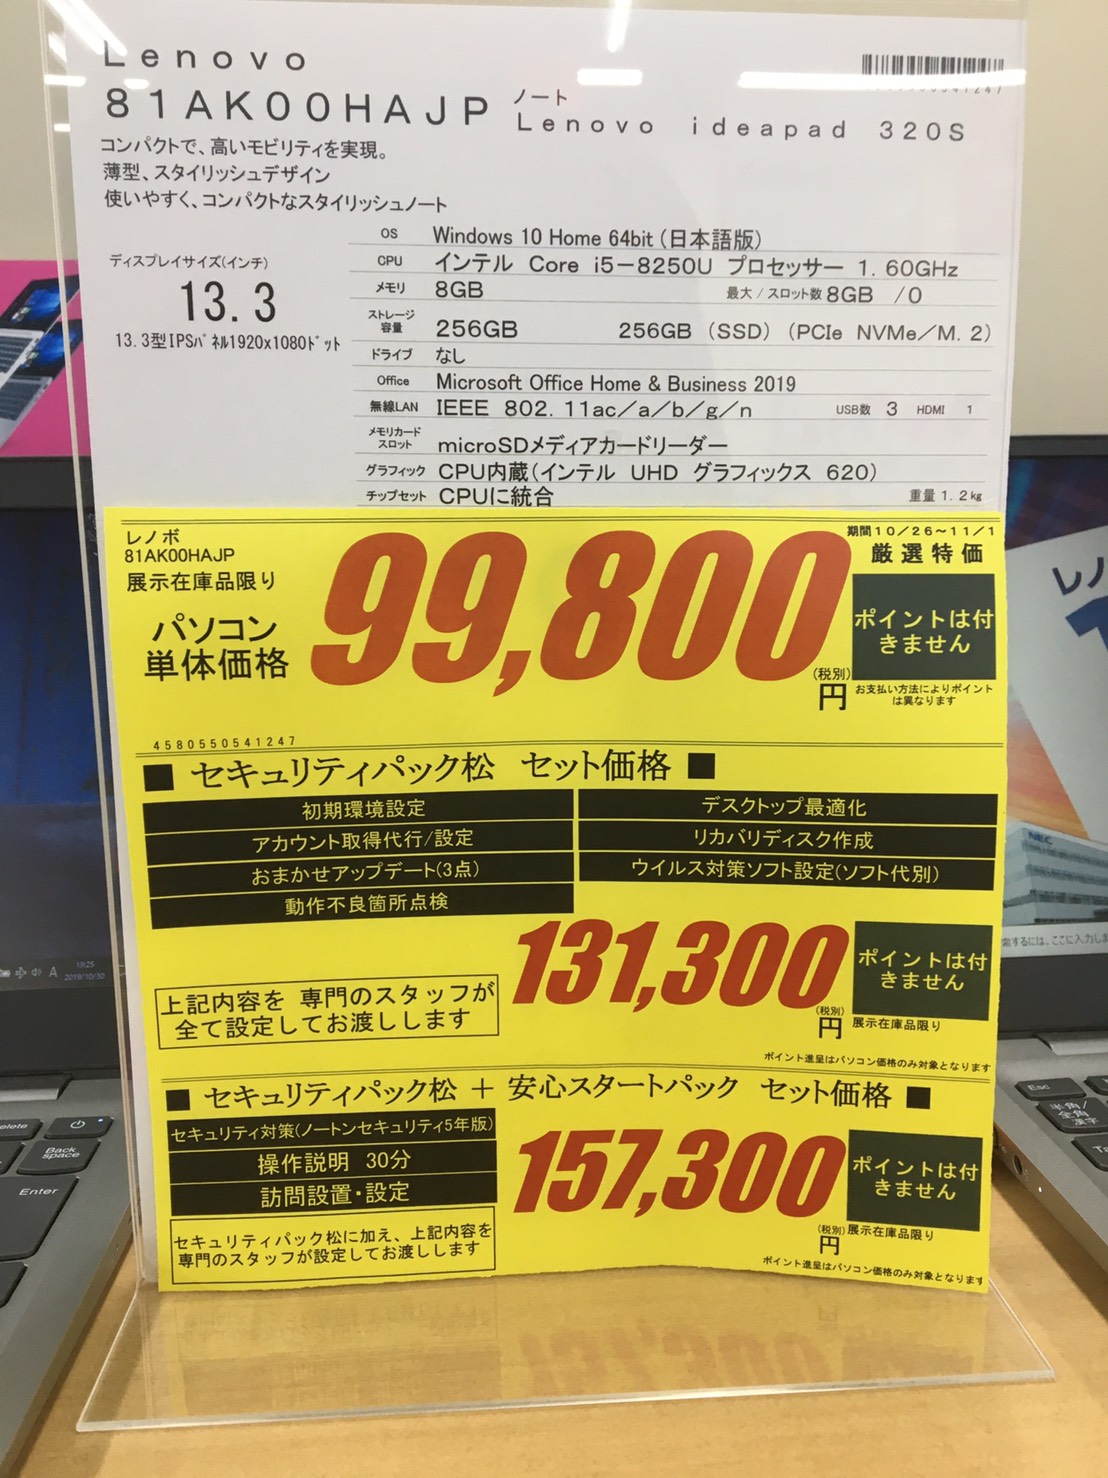 Lenovo
81AK00HAJP ノート
Lenovo ideapad 320S
コンパクトで、高いモビリティを実現。
薄型、スタイリッシュデザイン
使いやすく、コンパクトなスタイリッシュノート
ディスプレイサイズ(インチ)
13.3
13.3型IPSパネル1920x1080ドット
OS Windows 10 Home 64bit (日本語版)
CPU インテル Core i5-8250U プロセッサー 1.60GHz
メモリ 8GB 最大/スロット数 8GB /0
ストレージ容量 256GB 256GB (SSD) (PCIe NVMe/M.2)
ドライブ なし
Office Microsoft Office Home & Business 2019
無線LAN IEEE 802.11ac/a/b/g/n USB数 3 HDMI 1
メモリカードスロット microSDメディアカードリーダー
グラフィック CPU内蔵(インテル UHD グラフィックス 620)
チップセット CPUに統合 重量 1.2kg
レノボ
81AK00HAJP
展示在庫品限り
パソコン
単体価格
99,800
(税別)
円
期間10/26~11/1
厳選特価
ポイントは付
きません
お支払い方法によりポイント
は異なります
4580550541247
■ セキュリティパック松 セット価格 ■
初期環境設定 デスクトップ最適化
アカウント取得代行/設定 リカバリディスク作成
おまかせアップデート(3点) ウイルス対策ソフト設定(ソフト代別)
動作不良箇所点検
上記内容を 専門のスタッフが
全て設定してお渡しします
131,300
(税別)
円
ポイントは付
きません
展示在庫品限り
ポイント進呈はパソコン価格のみ対象となります
■ セキュリティパック松 + 安心スタートパック セット価格 ■
セキュリティ対策(ノートンセキュリティ5年版)
操作説明 30分
訪問設置・設定
セキュリティパック松に加え、上記内容を
専門のスタッフが設定してお渡しします
157,300
(税別)
円
ポイントは付
きません
展示在庫品限り
ポイント進呈はパソコン価格のみ対象となります
19:25
2019/10/30
A
Delete
Back
space
Enter
レノ
NEC
Esc
半角/
全角
漢字
Ta